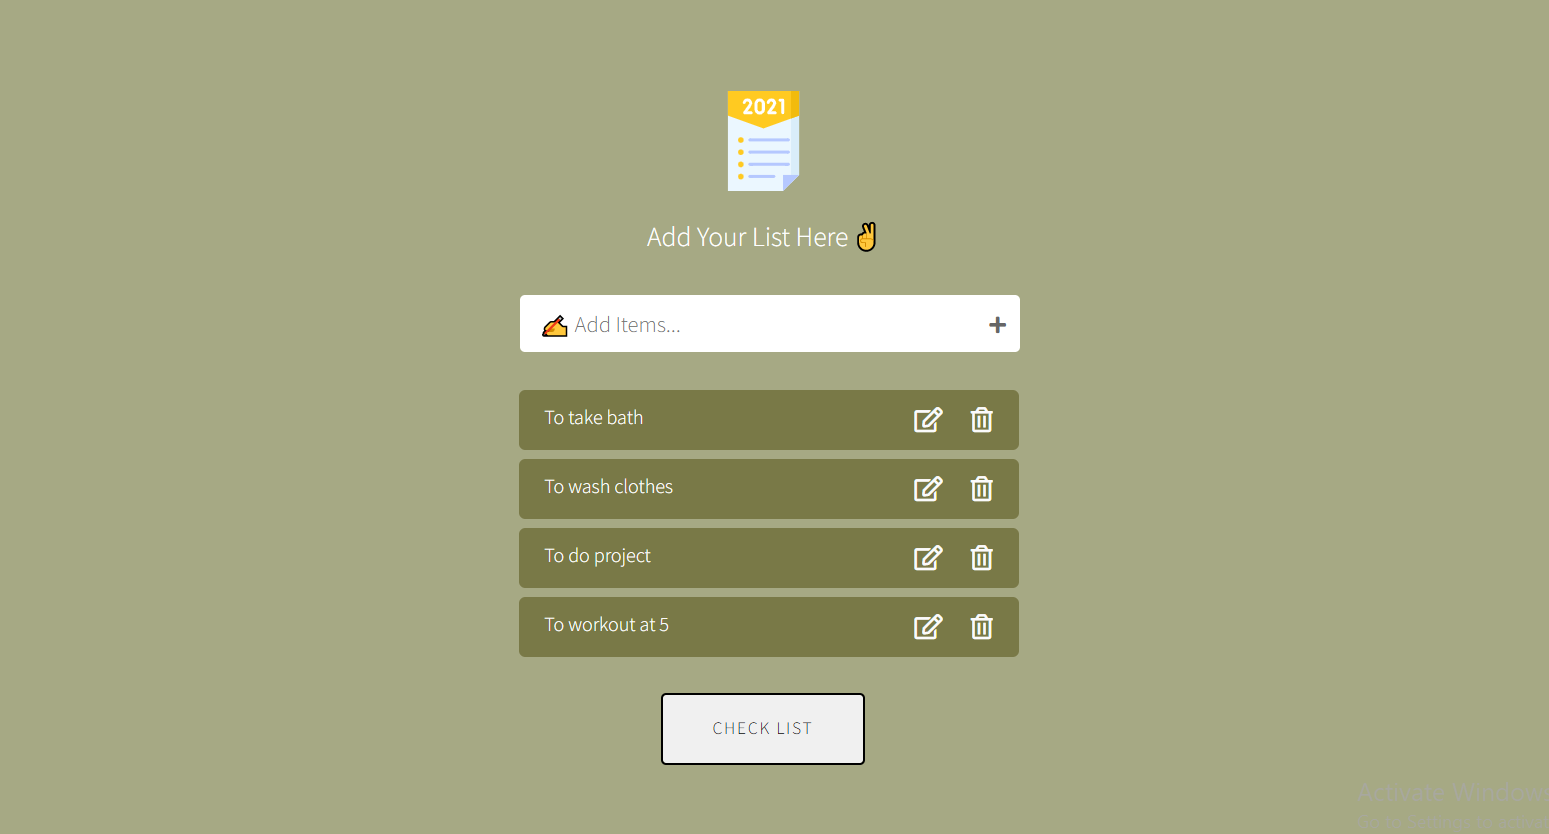 2021
Add Your List Here ✌
✍ Add Items...
To take bath
To wash clothes
To do project
To workout at 5
CHECK LIST
Activate Window